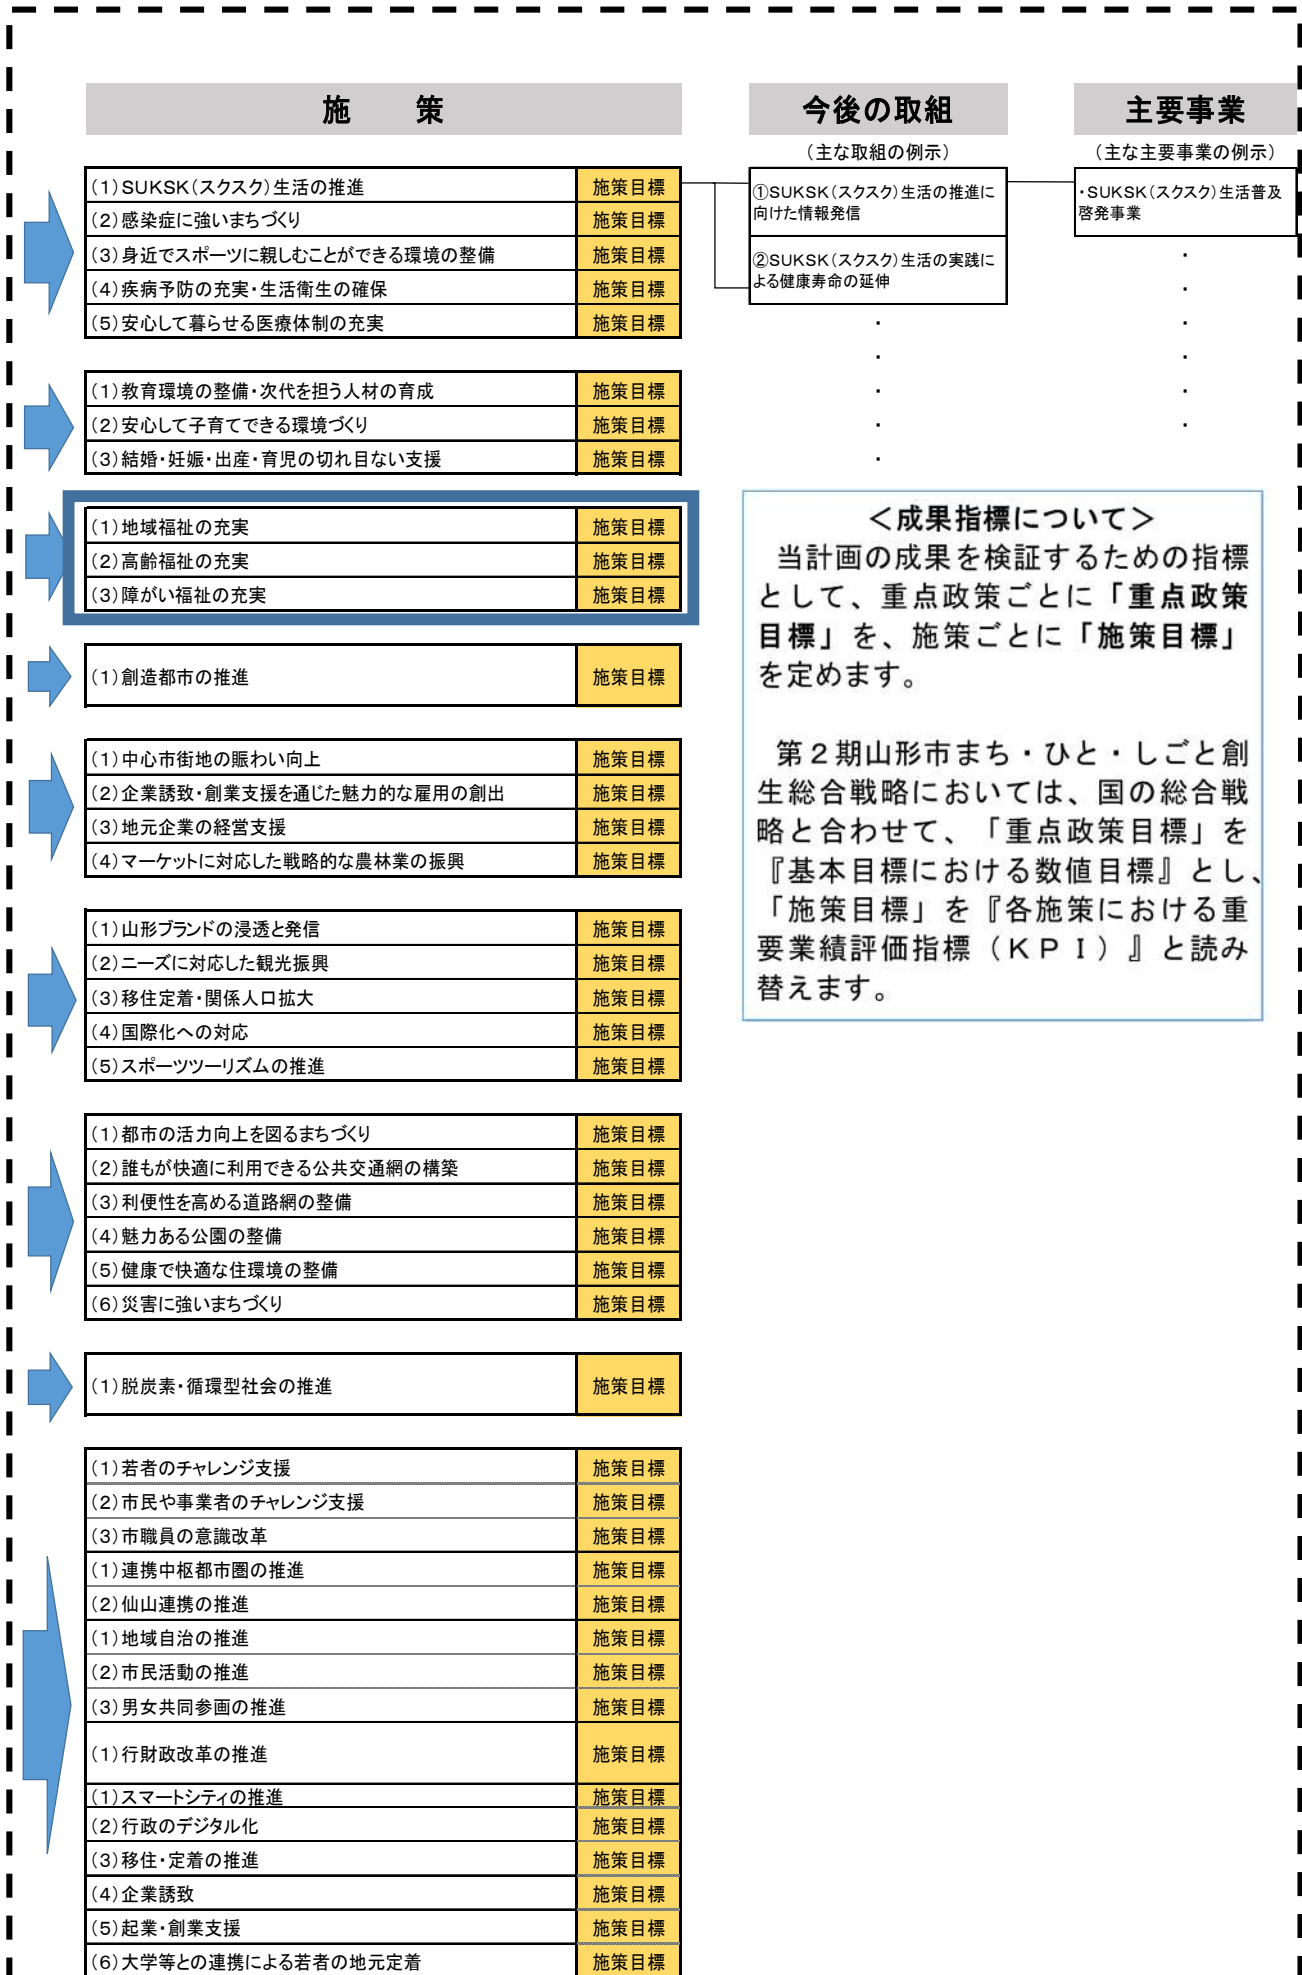 施　　策
(1)SUKSK(スクスク)生活の推進　施策目標
(2)感染症に強いまちづくり　施策目標
(3)身近でスポーツに親しむことができる環境の整備　施策目標
(4)疾病予防の充実・生活衛生の確保　施策目標
(5)安心して暮らせる医療体制の充実　施策目標
(1)教育環境の整備・次代を担う人材の育成　施策目標
(2)安心して子育てできる環境づくり　施策目標
(3)結婚・妊娠・出産・育児の切れ目ない支援　施策目標
(1)地域福祉の充実　施策目標
(2)高齢福祉の充実　施策目標
(3)障がい福祉の充実　施策目標
(1)創造都市の推進　施策目標
(1)中心市街地の賑わい向上　施策目標
(2)企業誘致・創業支援を通じた魅力的な雇用の創出　施策目標
(3)地元企業の経営支援　施策目標
(4)マーケットに対応した戦略的な農林業の振興　施策目標
(1)山形ブランドの浸透と発信　施策目標
(2)ニーズに対応した観光振興　施策目標
(3)移住定着・関係人口拡大　施策目標
(4)国際化への対応　施策目標
(5)スポーツツーリズムの推進　施策目標
(1)都市の活力向上を図るまちづくり　施策目標
(2)誰もが快適に利用できる公共交通網の構築　施策目標
(3)利便性を高める道路網の整備　施策目標
(4)魅力ある公園の整備　施策目標
(5)健康で快適な住環境の整備　施策目標
(6)災害に強いまちづくり　施策目標
(1)脱炭素・循環型社会の推進　施策目標
(1)若者のチャレンジ支援　施策目標
(2)市民や事業者のチャレンジ支援　施策目標
(3)市職員の意識改革　施策目標
(1)連携中枢都市圏の推進　施策目標
(2)仙山連携の推進　施策目標
(1)地域自治の推進　施策目標
(2)市民活動の推進　施策目標
(3)男女共同参画の推進　施策目標
(1)行財政改革の推進　施策目標
(1)スマートシティの推進　施策目標
(2)行政のデジタル化　施策目標
(3)移住・定着の推進　施策目標
(4)企業誘致　施策目標
(5)起業・創業支援　施策目標
(6)大学等との連携による若者の地元定着　施策目標
今後の取組
(主な取組の例示)
①SUKSK(スクスク)生活の推進に
向けた情報発信
②SUKSK(スクスク)生活の実践に
よる健康寿命の延伸
・
・
・
・
・
主要事業
(主な主要事業の例示)
・SUKSK(スクスク)生活普及
啓発事業
・
・
・
・
・
・
＜成果指標について＞
当計画の成果を検証するための指標
として、重点政策ごとに「重点政策
目標」を、施策ごとに「施策目標」
を定めます。
第２期山形市まち・ひと・しごと創
生総合戦略においては、国の総合戦
略と合わせて、「重点政策目標」を
『基本目標における数値目標』とし、
「施策目標」を『各施策における重
要業績評価指標（ＫＰＩ）』と読み
替えます。